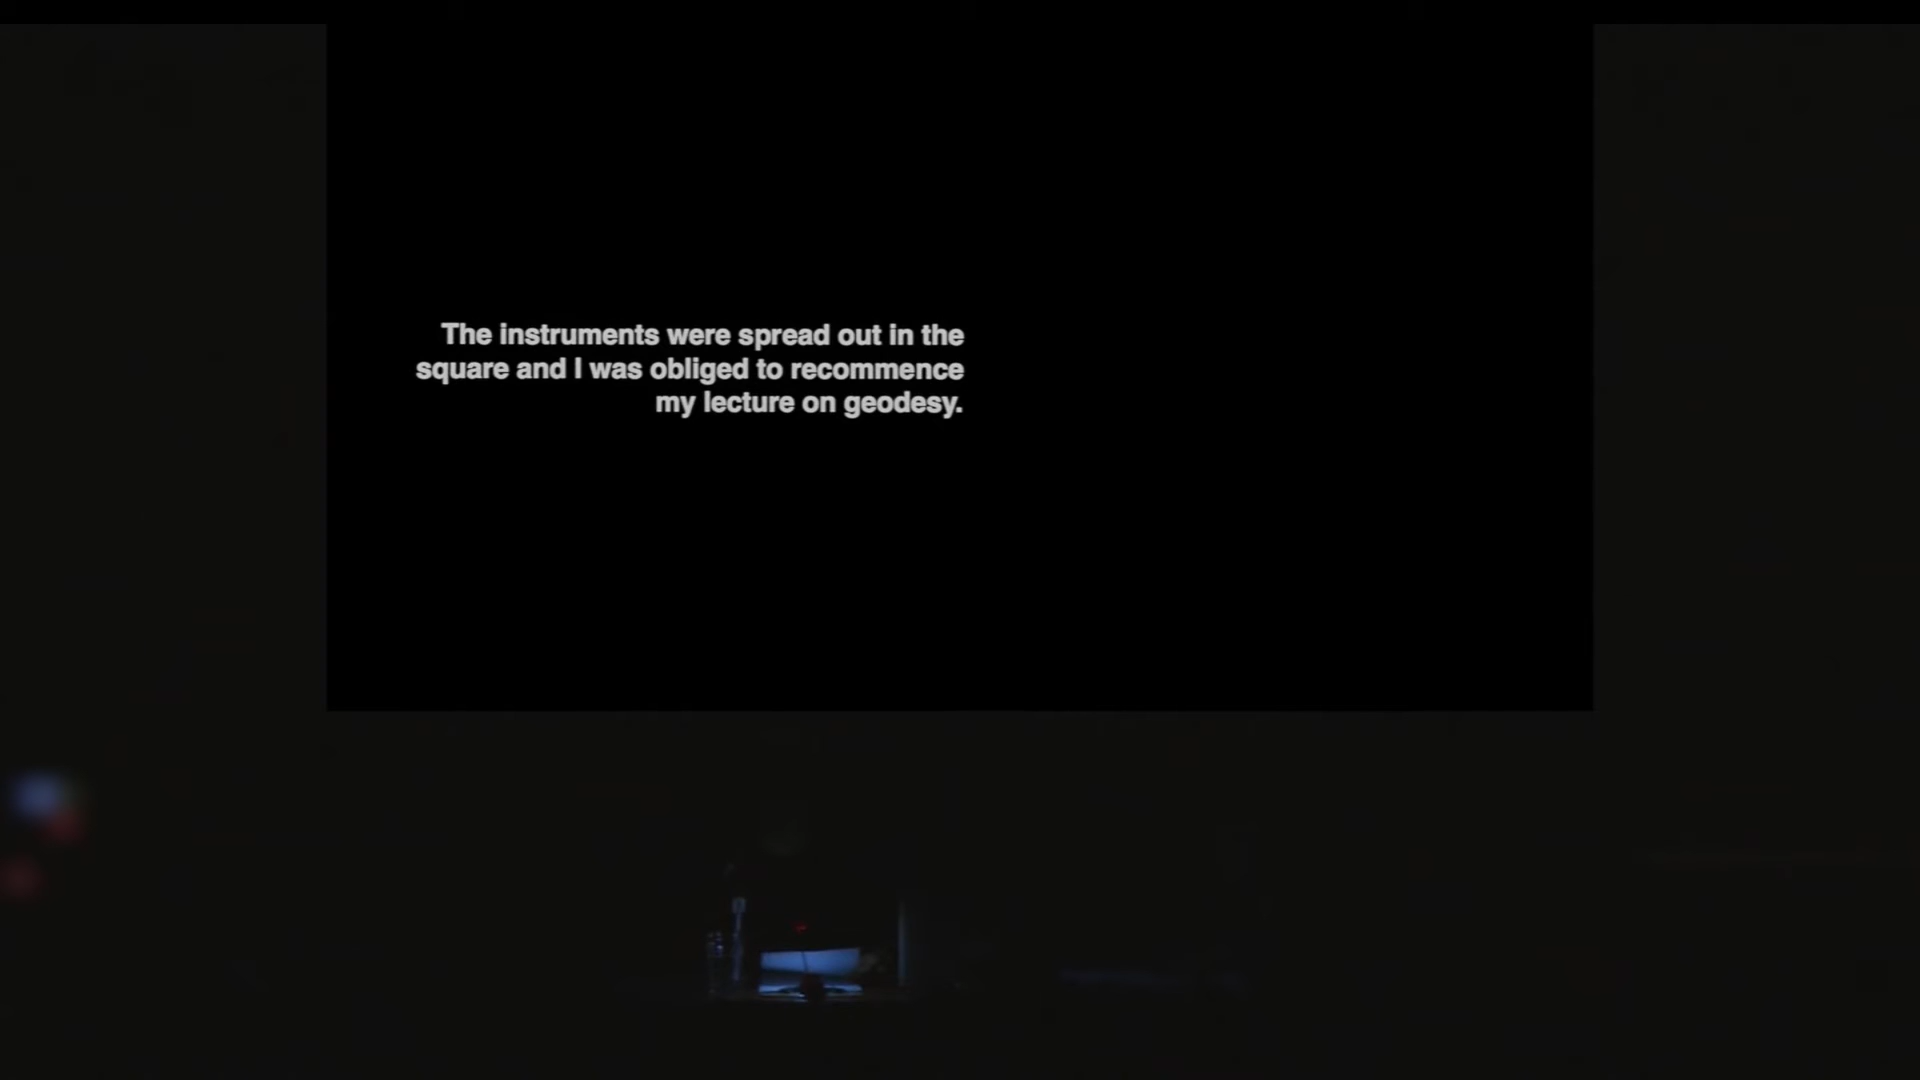 The instruments were spread out in the
square and I was obliged to recommence
my lecture on geodesy.